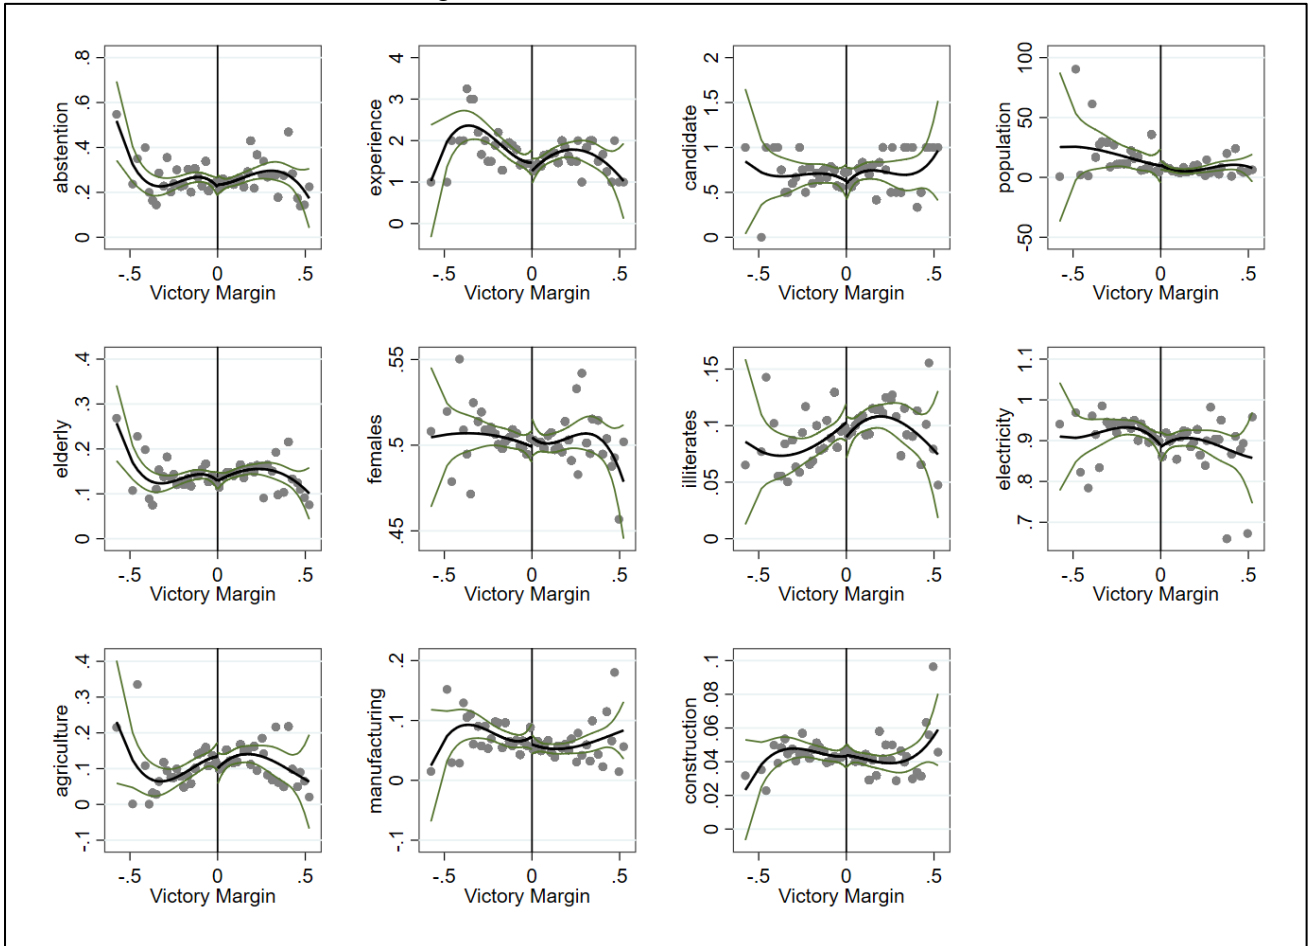 abstention
.8
.6
.4
.2
0
-.5 0 .5
Victory Margin
experience
4
3
2
1
0
-.5 0 .5
Victory Margin
candidate
2
1.5
1
.5
0
-.5 0 .5
Victory Margin
population
100
50
0
-50
-.5 0 .5
Victory Margin
elderly
.4
.3
.2
.1
0
-.5 0 .5
Victory Margin
females
.55
.5
.45
-.5 0 .5
Victory Margin
illiterates
.15
.1
.05
0
-.5 0 .5
Victory Margin
electricity
1.1
1
.9
.8
.7
-.5 0 .5
Victory Margin
agriculture
.4
.3
.2
.1
0
-.1
-.5 0 .5
Victory Margin
manufacturing
.2
.1
0
-.1
-.5 0 .5
Victory Margin
construction
.1
.08
.06
.04
.02
0
-.5 0 .5
Victory Margin